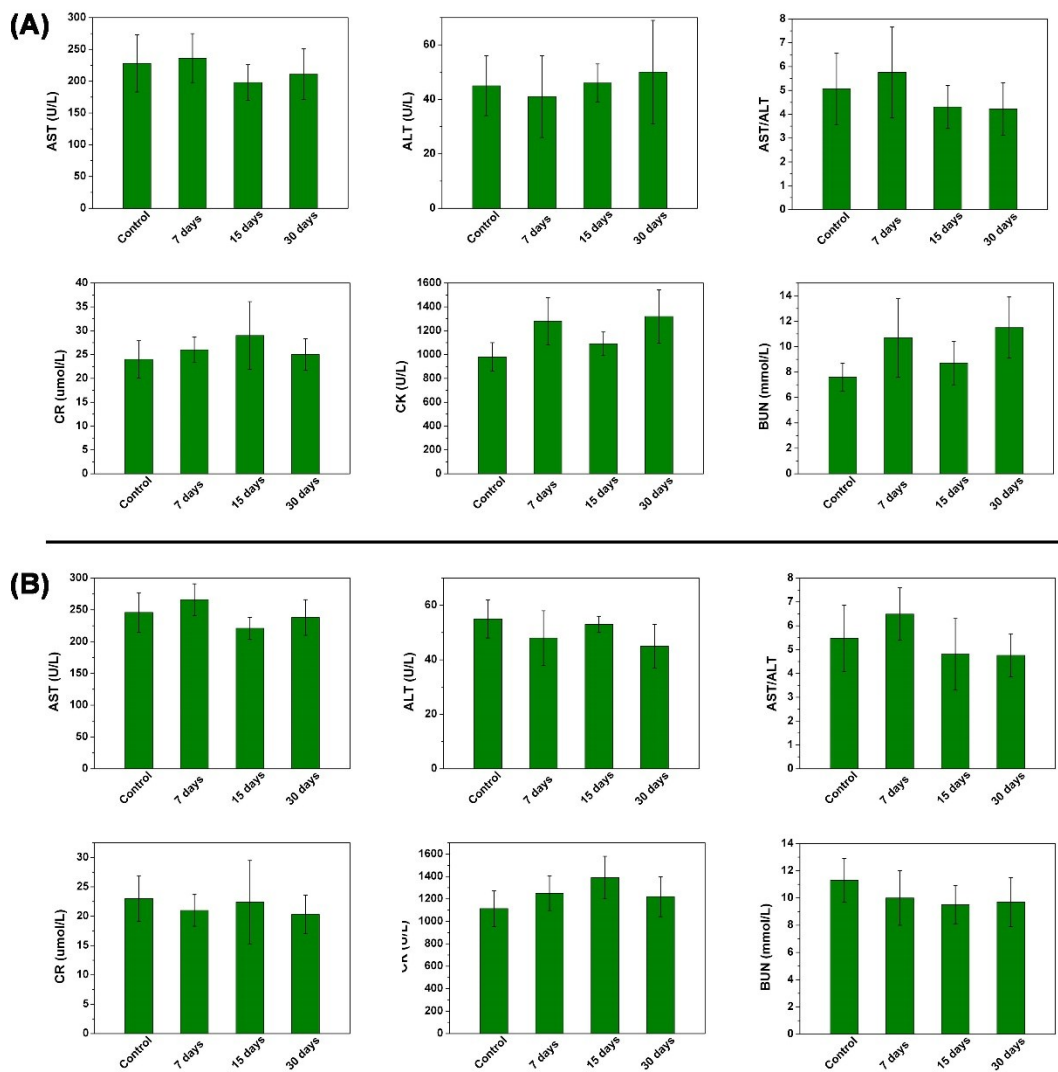 (A)
AST (U/L)
300
250
200
150
100
50
0
Control
7 days
15 days
30 days
ALT (U/L)
60
40
20
0
Control
7 days
15 days
30 days
AST/ALT
8
7
6
5
4
3
2
1
0
Control
7 days
15 days
30 days
CR (umol/L)
40
35
30
25
20
15
10
5
0
Control
7 days
15 days
30 days
CK (U/L)
1600
1400
1200
1000
800
600
400
200
0
Control
7 days
15 days
30 days
BUN (mmol/L)
14
12
10
8
6
4
2
0
Control
7 days
15 days
30 days
(B)
AST (U/L)
300
250
200
150
100
50
0
Control
7 days
15 days
30 days
ALT (U/L)
60
40
20
0
Control
7 days
15 days
30 days
AST/ALT
8
7
6
5
4
3
2
1
0
Control
7 days
15 days
30 days
CR (umol/L)
30
25
20
15
10
5
0
Control
7 days
15 days
30 days
CK (U/L)
1600
1400
1200
1000
800
600
400
200
0
Control
7 days
15 days
30 days
BUN (mmol/L)
14
12
10
8
6
4
2
0
Control
7 days
15 days
30 days